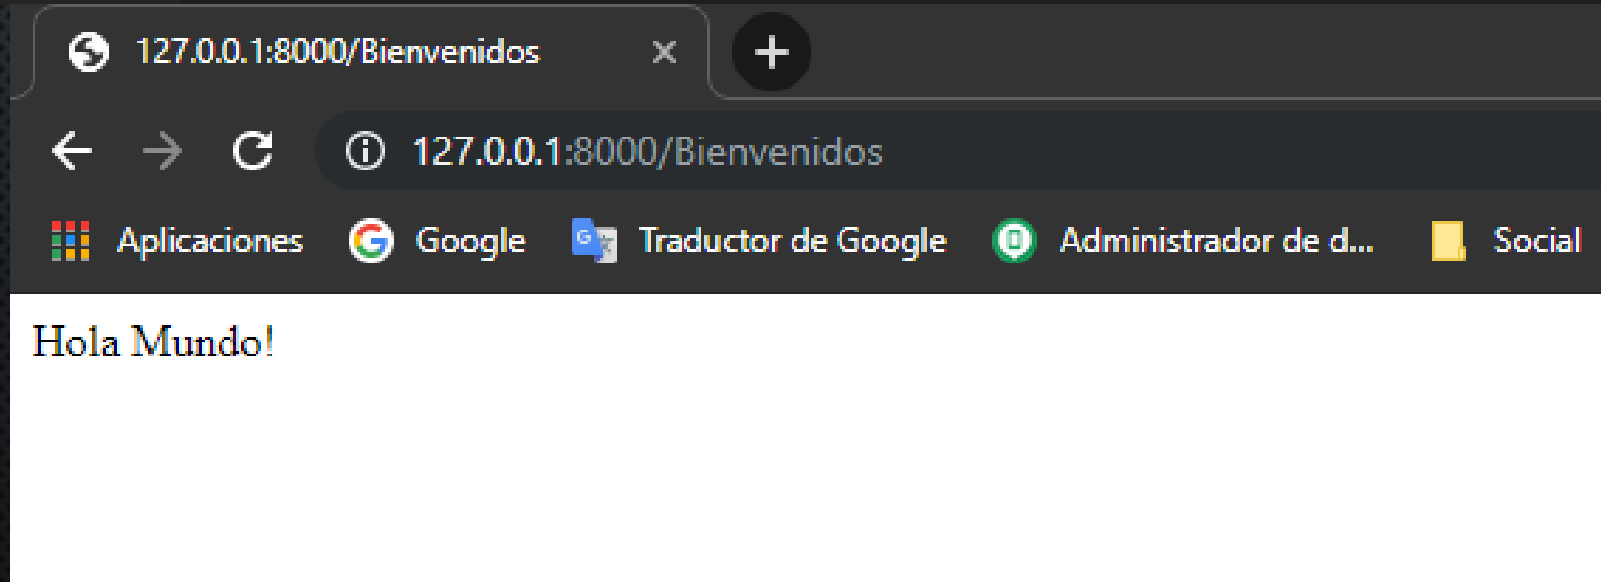 127.0.0.1:8000/Bienvenidos
127.0.0.1:8000/Bienvenidos
Aplicaciones Google Traductor de Google Administrador de d... Social
Hola Mundo!